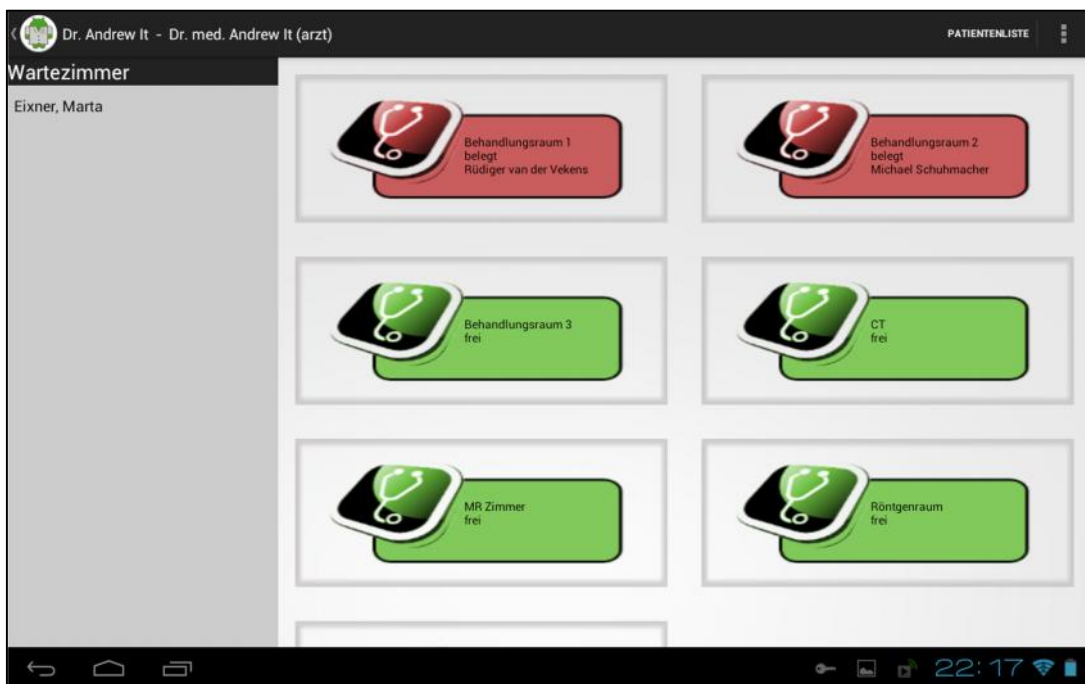 Dr. Andrew It - Dr. med. Andrew It (arzt)
PATIENTENLISTE
Wartezimmer
Eixner, Marta
Behandlungsraum 1
belegt
Rüdiger van der Vekens
Behandlungsraum 2
belegt
Michael Schuhmacher
Behandlungsraum 3
frei
CT
frei
MR Zimmer
frei
Röntgenraum
frei
22:17